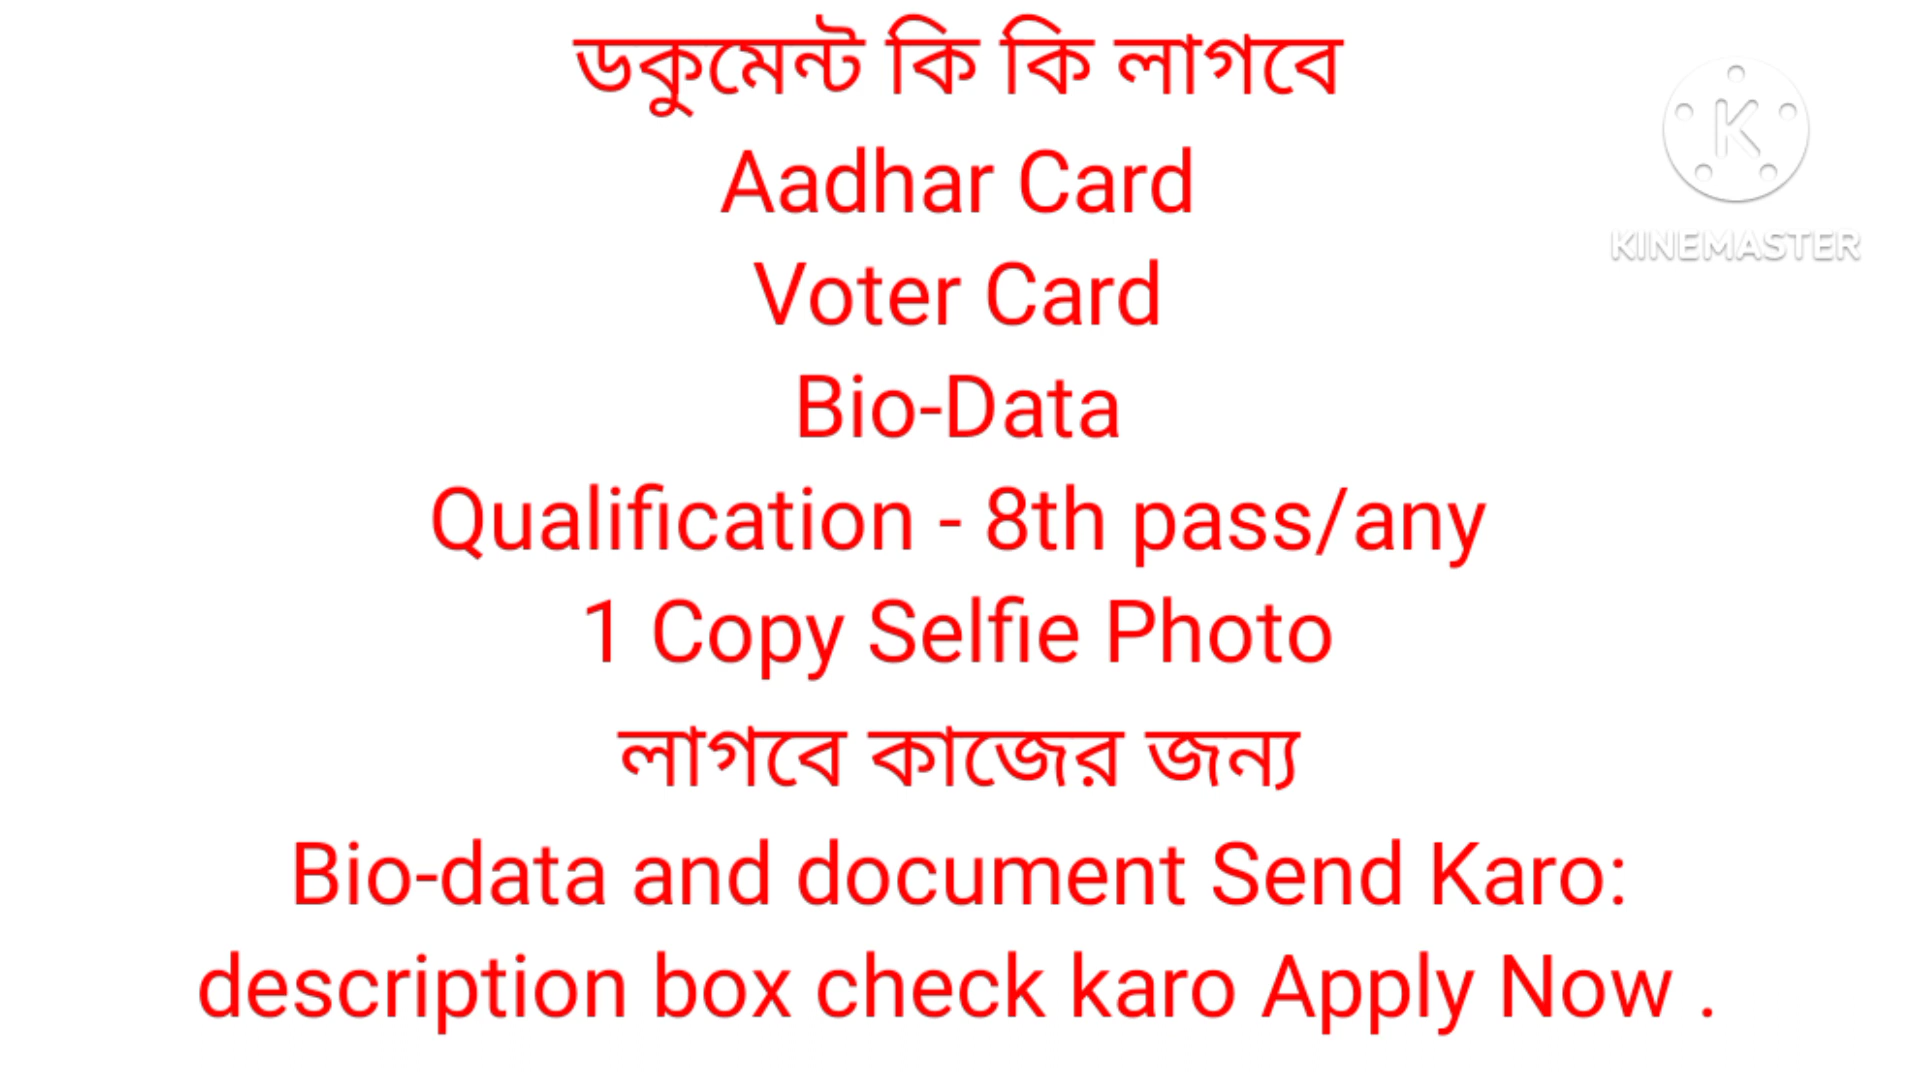 ডকুমেন্ট কি কি লাগবে
Aadhar Card
Voter Card
Bio-Data
Qualification - 8th pass/any
1 Copy Selfie Photo
লাগবে কাজের জন্য
Bio-data and document Send Karo:
description box check karo Apply Now .
K
KINEMASTER